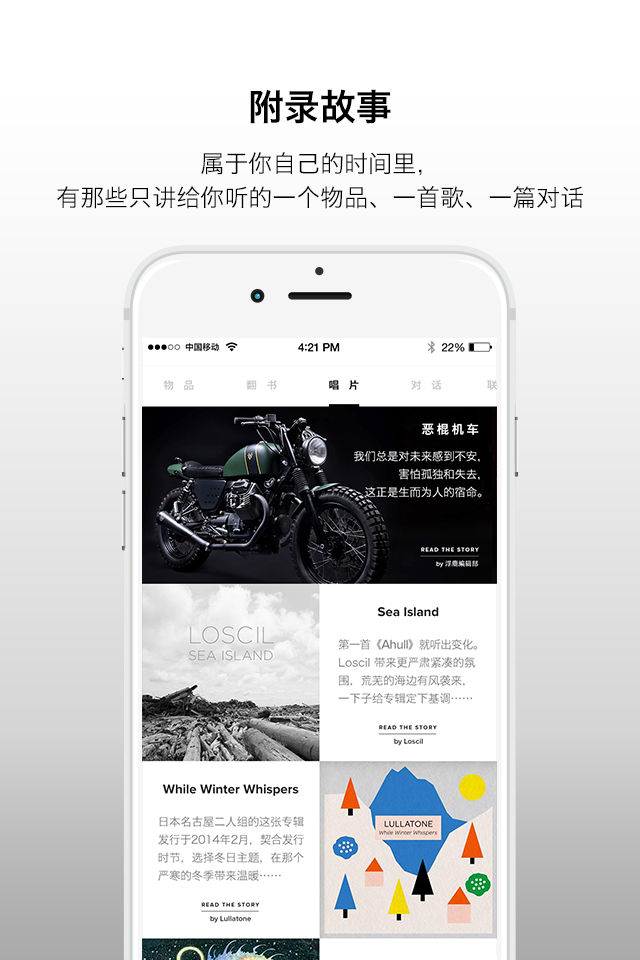 附录故事
属于你自己的时间里，
有那些只讲给你听的一个物品、一首歌、一篇对话
中国移动 4:21 PM 22%
物品 翻书 唱片 对话 联
恶棍机车
我们总是对未来感到不安，
害怕孤独和失去，
这正是生而为人的宿命。
READ THE STORY
by 浮鹿編辑部
LOSCIL
SEA ISLAND
Sea Island
第一首《Ahull》就听出变化。
Loscil 带来更严肃紧凑的氛
围，荒芜的海边有风袭来，
一下子给专辑定下基调……
READ THE STORY
by Loscil
While Winter Whispers
日本名古屋二人组的这张专辑
发行于2014年2月，契合发行
时节，选择冬日主题，在那个
严寒的冬季带来温暖……
READ THE STORY
by Lullatone
LULLATONE
While Winter Whispers